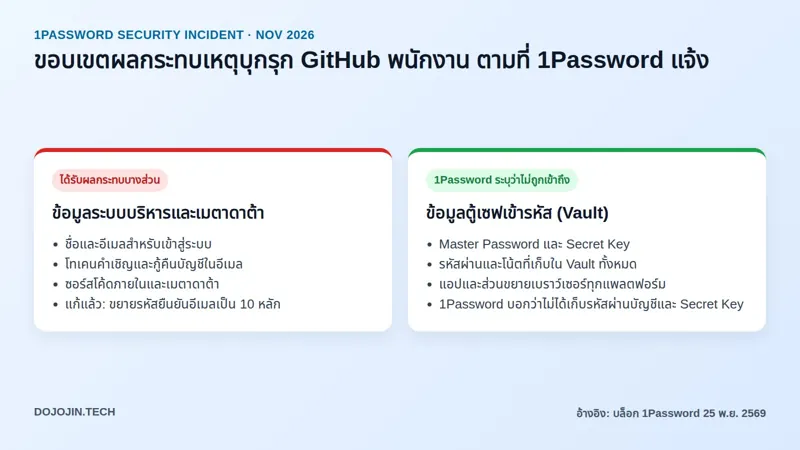 1PASSWORD SECURITY INCIDENT · NOV 2026
ขอบเขตผลกระทบเหตุบุกรุก GitHub พนักงาน ตามที่ 1Password แจ้ง
ได้รับผลกระทบบางส่วน
ข้อมูลระบบบริหารและเมตาดาต้า
• ชื่อและอีเมลสำหรับเข้าสู่ระบบ
• โทเคนคำเชิญและกู้คืนบัญชีในอีเมล
• ซอร์สโค้ดภายในและเมตาดาต้า
• แก้แล้ว: ขยายรหัสยืนยันอีเมลเป็น 10 หลัก
1Password ระบุว่าไม่ถูกเข้าถึง
ข้อมูลตู้เซฟเข้ารหัส (Vault)
• Master Password และ Secret Key
• รหัสผ่านและโน้ตที่เก็บใน Vault ทั้งหมด
• แอปและส่วนขยายเบราว์เซอร์ทุกแพลตฟอร์ม
• 1Password บอกว่าไม่ได้เก็บรหัสผ่านบัญชีและ Secret Key
DOJOJIN.TECH
อ้างอิง: บล็อก 1Password 25 พ.ย. 2569